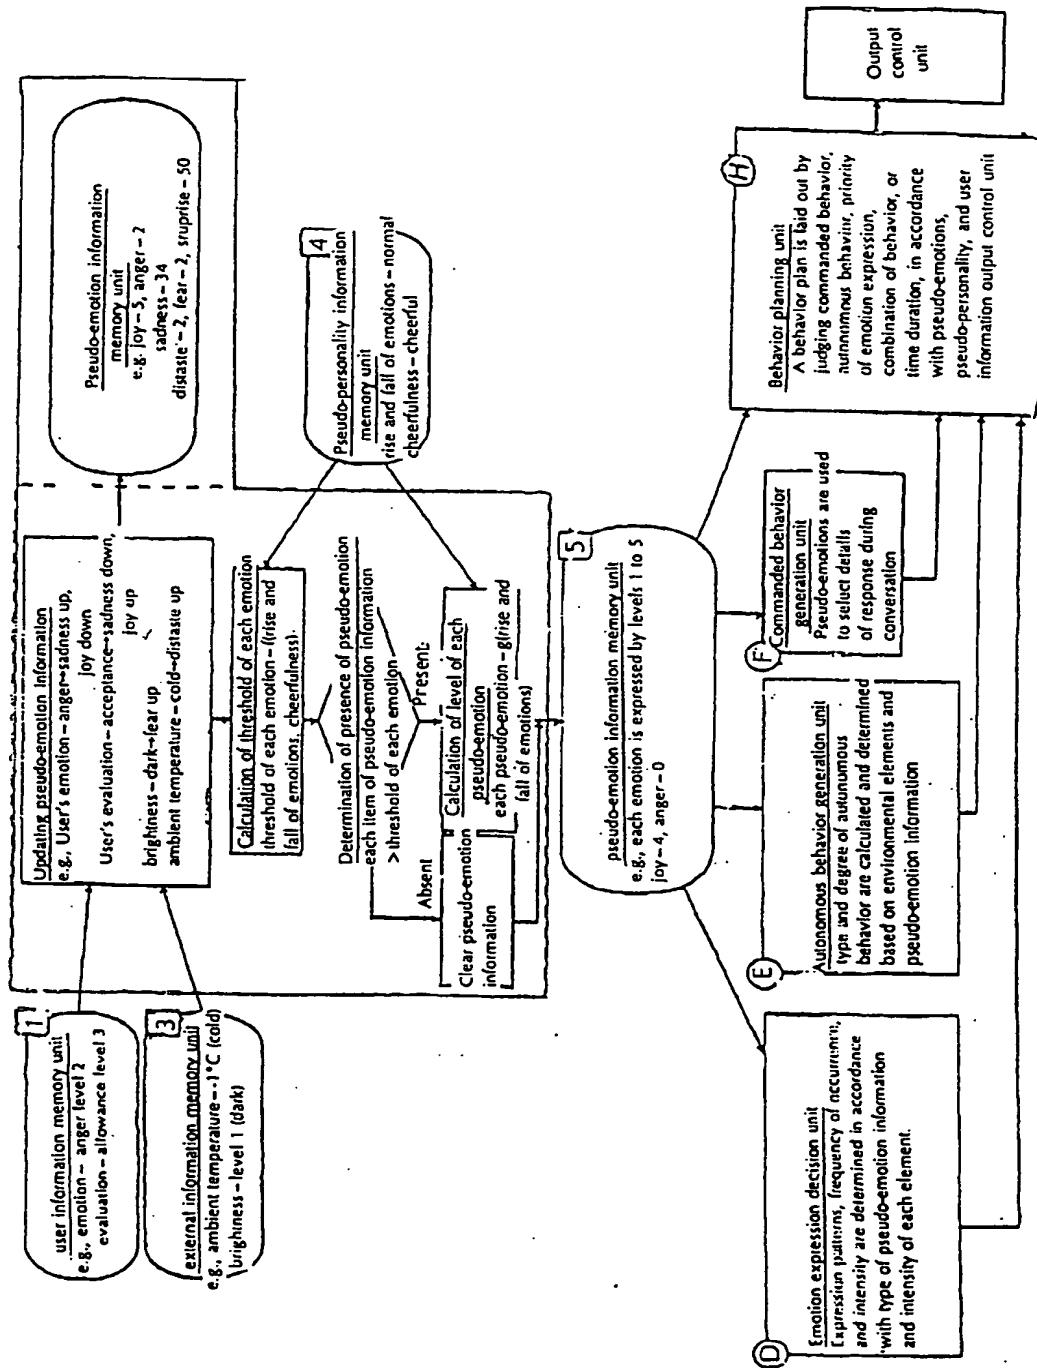 1
user information memory unit
e.g., emotion – anger level 2
evaluation – allowance level 3
3
external information memory unit
e.g., ambient temperature – -1°C (cold)
brightness – level 1 (dark)
Updating pseudo-emotion information
e.g., User's emotion – anger→sadness up,
joy down
User's evaluation – acceptance→sadness down,
joy up
brightness – dark→fear up
ambient temperature – cold→distaste up
Pseudo-emotion information
memory unit
e.g. joy – 5, anger – 2
sadness – 34
distaste – 2, fear – 2, sruprise – 50
Calculation of threshold of each emotion
threshold of each emotion – f(rise and
fall of emotions, cheerfulness).
4
Pseudo-personality information
memory unit
rise and fall of emotions – normal
cheerfulness – cheerful
Determination of presence of pseudo-emotion
each item of pseudo-emotion information
> threshold of each emotion
Absent
Present:
Clear pseudo-emotion
information
Calculation of level of each
pseudo-emotion
each pseudo-emotion – g(rise and
fall of emotions)
5
pseudo-emotion information memory unit
e.g., each emotion is expressed by levels 1 to 5
joy – 4, anger – 0
D
Emotion expression decision unit
Expression patterns, frequency of occurrence,
and intensity are determined in accordance
with type of pseudo-emotion information
and intensity of each element.
E
Autonomous behavior generation unit
type and degree of autonumous
behavior are calculated and determined
based on environmental elements and
pseudo-emotion information
F
Commanded behavior
generation unit
Pseudo-emotions are used
to select details
of response during
conversation
H
Behavior planning unit
A behavior plan is laid out by
judging commanded behavior,
autonomous behavior, priority
of emotion expression,
combination of behavior, or
time duration, in accordance
with pseudo-emotions,
pseudo-personality, and user
information output control unit
Output
control
unit